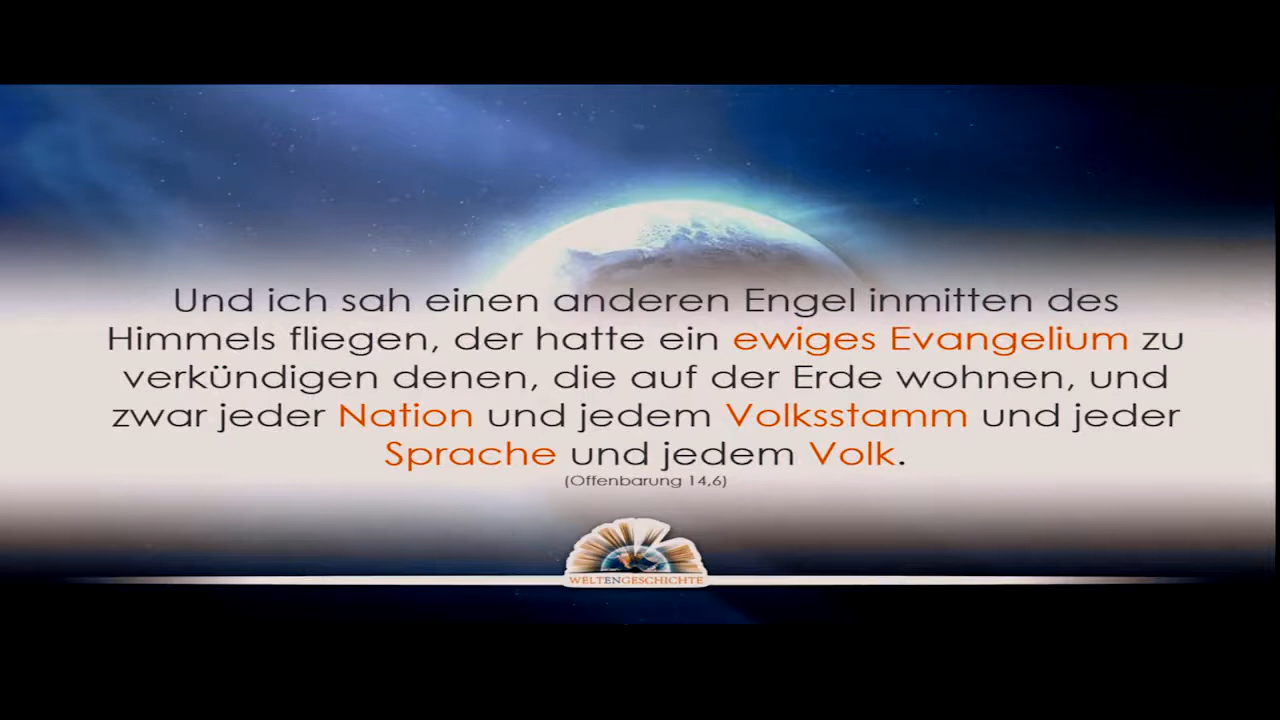 Und ich sah einen anderen Engel inmitten des
Himmels fliegen, der hatte ein ewiges Evangelium zu
verkündigen denen, die auf der Erde wohnen, und
zwar jeder Nation und jedem Volksstamm und jeder
Sprache und jedem Volk.
(Offenbarung 14,6)
WELTENGESCHICHTE